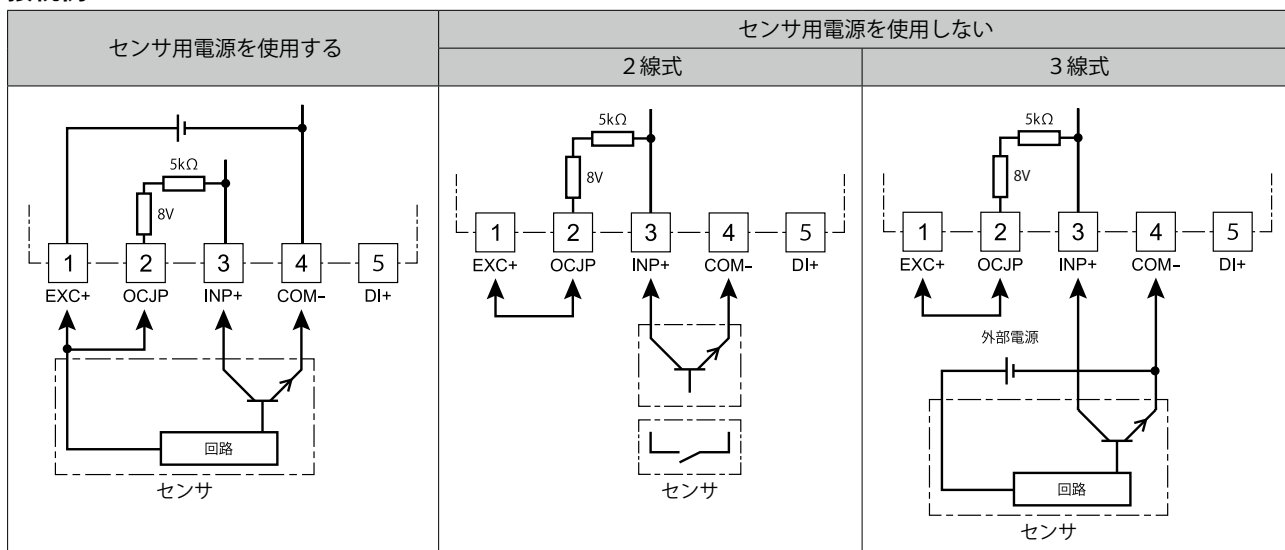 センサ用電源を使用する
センサ用電源を使用しない
2線式
3線式
5kΩ
8V
1 2 3 4 5
EXC+ OCJP INP+ COM– DI+
回路
センサ
5kΩ
8V
1 2 3 4 5
EXC+ OCJP INP+ COM– DI+
センサ
5kΩ
8V
1 2 3 4 5
EXC+ OCJP INP+ COM– DI+
外部電源
回路
センサ